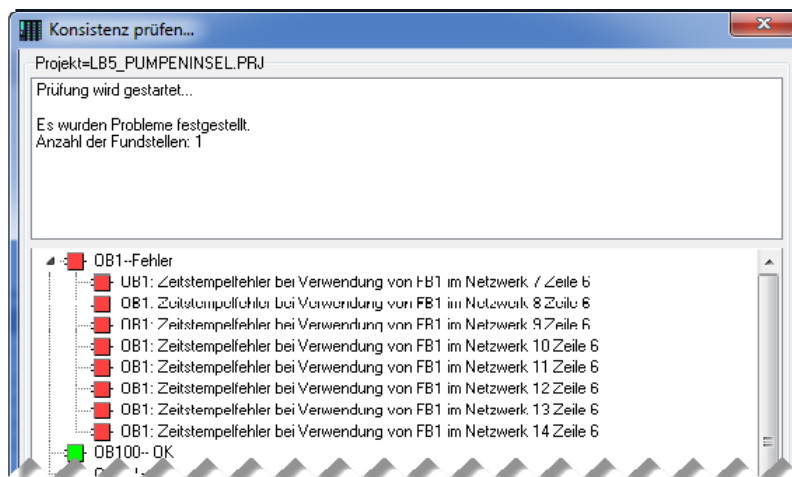 Konsistenz prüfen...
Projekt=LB5_PUMPENINSEL.PRJ
Prüfung wird gestartet...
Es wurden Probleme festgestellt.
Anzahl der Fundstellen: 1
OB1--Fehler
OB1: Zeitstempelfehler bei Verwendung von FB1 im Netzwerk 7 Zeile 6
OB1: Zeitstempelfehler bei Verwendung von FB1 im Netzwerk 8 Zeile 6
OB1: Zeitstempelfehler bei Verwendung von FB1 im Netzwerk 9 Zeile 6
OB1: Zeitstempelfehler bei Verwendung von FB1 im Netzwerk 10 Zeile 6
OB1: Zeitstempelfehler bei Verwendung von FB1 im Netzwerk 11 Zeile 6
OB1: Zeitstempelfehler bei Verwendung von FB1 im Netzwerk 12 Zeile 6
OB1: Zeitstempelfehler bei Verwendung von FB1 im Netzwerk 13 Zeile 6
OB1: Zeitstempelfehler bei Verwendung von FB1 im Netzwerk 14 Zeile 6
OB100-- OK